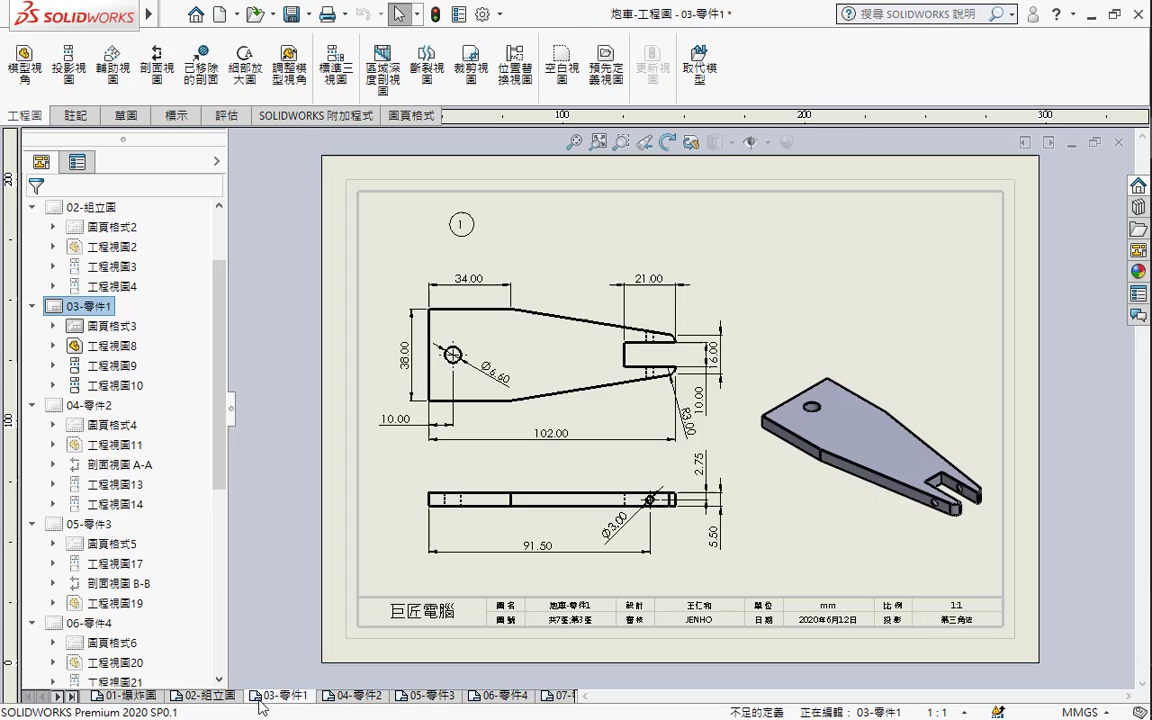 SOLIDWORKS
炮車-工程圖 - 03-零件1 *
搜尋 SOLIDWORKS 說明
模型視角
投影視圖
輔助視圖
剖面視圖
已移除的剖面
細部放大圖
調整模型視角
標準三視圖
區域深度剖視圖
斷裂視圖
裁剪視圖
位置替換視圖
空白視圖
預先定義視圖
更新視圖
取代模型
工程圖 註記 草圖 標示 評估 SOLIDWORKS 附加程式 圖頁格式
100 200 300
200
100
0
02-組立圖
圖頁格式2
工程視圖2
工程視圖3
工程視圖4
03-零件1
圖頁格式3
工程視圖8
工程視圖9
工程視圖10
04-零件2
圖頁格式4
工程視圖11
剖面視圖 A-A
工程視圖13
工程視圖14
05-零件3
圖頁格式5
工程視圖17
剖面視圖 B-B
工程視圖19
06-零件4
圖頁格式6
工程視圖20
工程視圖21
1
34.00
21.00
38.00
Ø6.60
16.00
10.00
10.00
R3.00
102.00
2.75
Ø3.00
5.50
91.50
巨匠電腦
圖名 炮車-零件1 設計 王仁和 單位 mm 比例 1:1
圖號 共7張;第3張 審核 JENHO 日期 2020年6月12日 投影 第三角法
01-爆炸圖 02-組立圖 03-零件1 04-零件2 05-零件3 06-零件4 07-
SOLIDWORKS Premium 2020 SP0.1 不足的定義 正在編輯: 03-零件1 1 : 1 MMGS